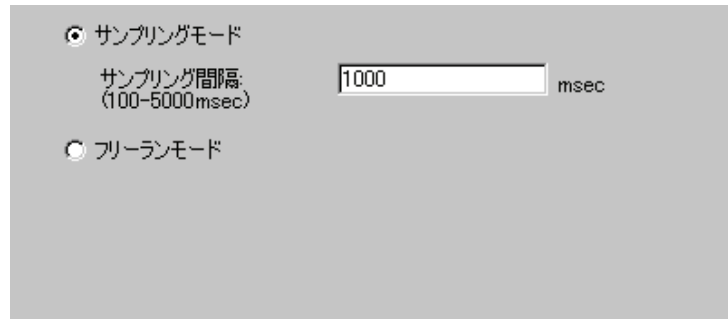 サンプリングモード
サンプリング間隔:
(100-5000msec)
1000
msec
フリーランモード